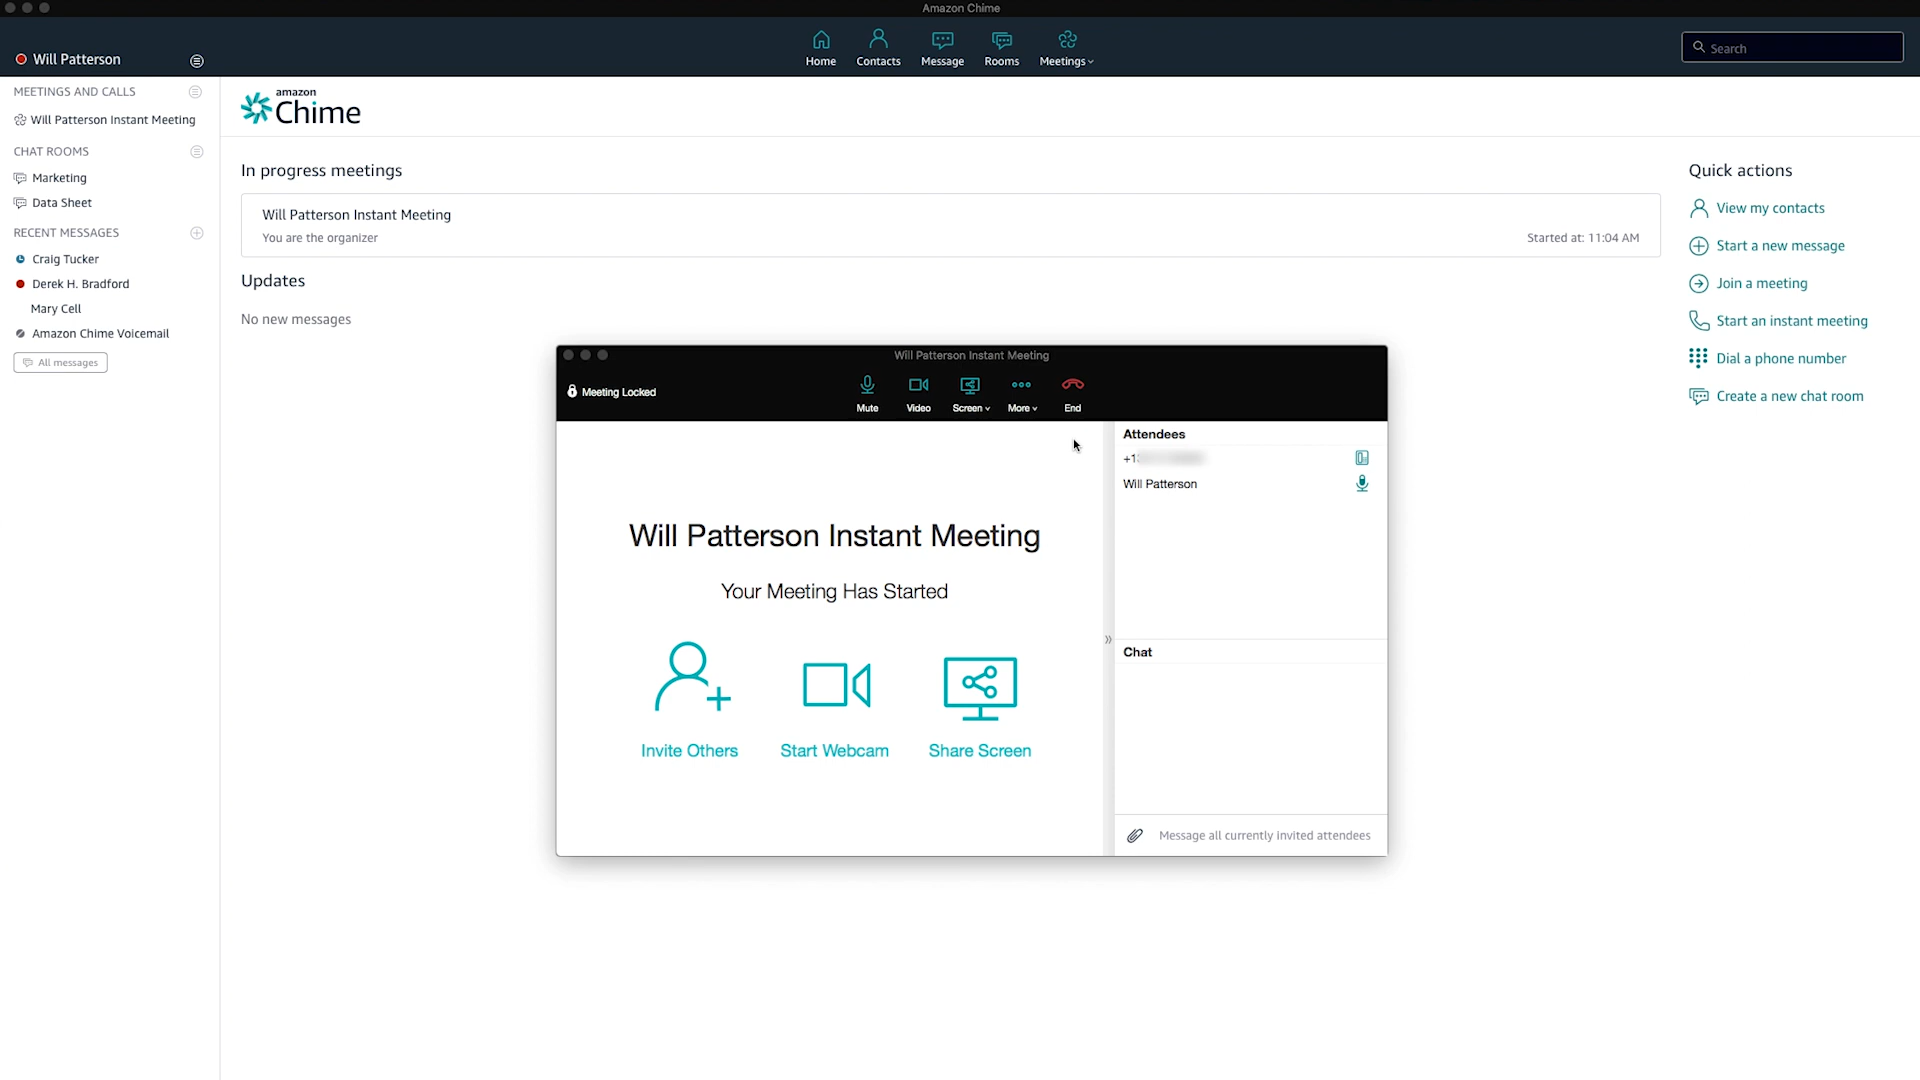 Amazon Chime
Will Patterson
Home
Contacts
Message
Rooms
Meetings
Search
MEETINGS AND CALLS
Will Patterson Instant Meeting
CHAT ROOMS
Marketing
Data Sheet
RECENT MESSAGES
Craig Tucker
Derek H. Bradford
Mary Cell
Amazon Chime Voicemail
All messages
amazon
Chime
In progress meetings
Will Patterson Instant Meeting
You are the organizer
Started at: 11:04 AM
Updates
No new messages
Quick actions
View my contacts
Start a new message
Join a meeting
Start an instant meeting
Dial a phone number
Create a new chat room
Will Patterson Instant Meeting
Meeting Locked
Mute
Video
Screen
More
End
Will Patterson Instant Meeting
Your Meeting Has Started
Invite Others
Start Webcam
Share Screen
Attendees
Will Patterson
Chat
Message all currently invited attendees